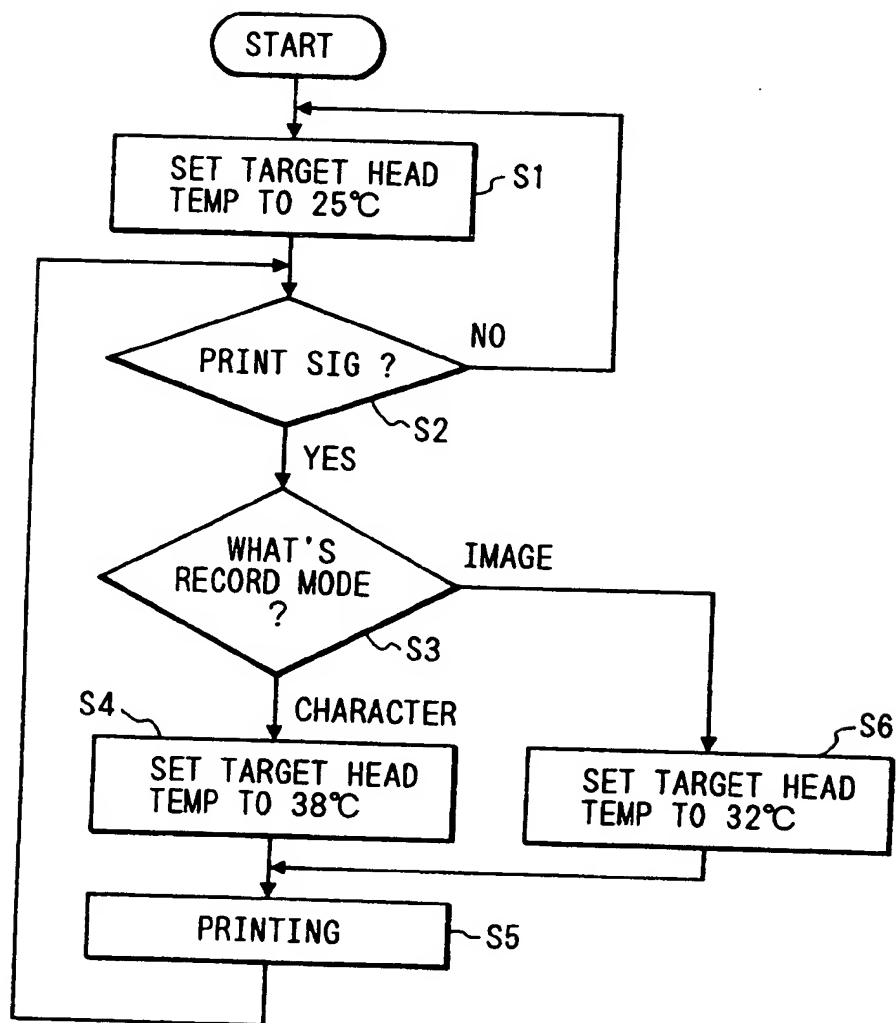 START
SET TARGET HEAD
TEMP TO 25℃
S1
PRINT SIG ?
NO
S2
YES
WHAT'S
RECORD MODE
?
IMAGE
S3
CHARACTER
S4
SET TARGET HEAD
TEMP TO 38℃
S6
SET TARGET HEAD
TEMP TO 32℃
PRINTING
S5